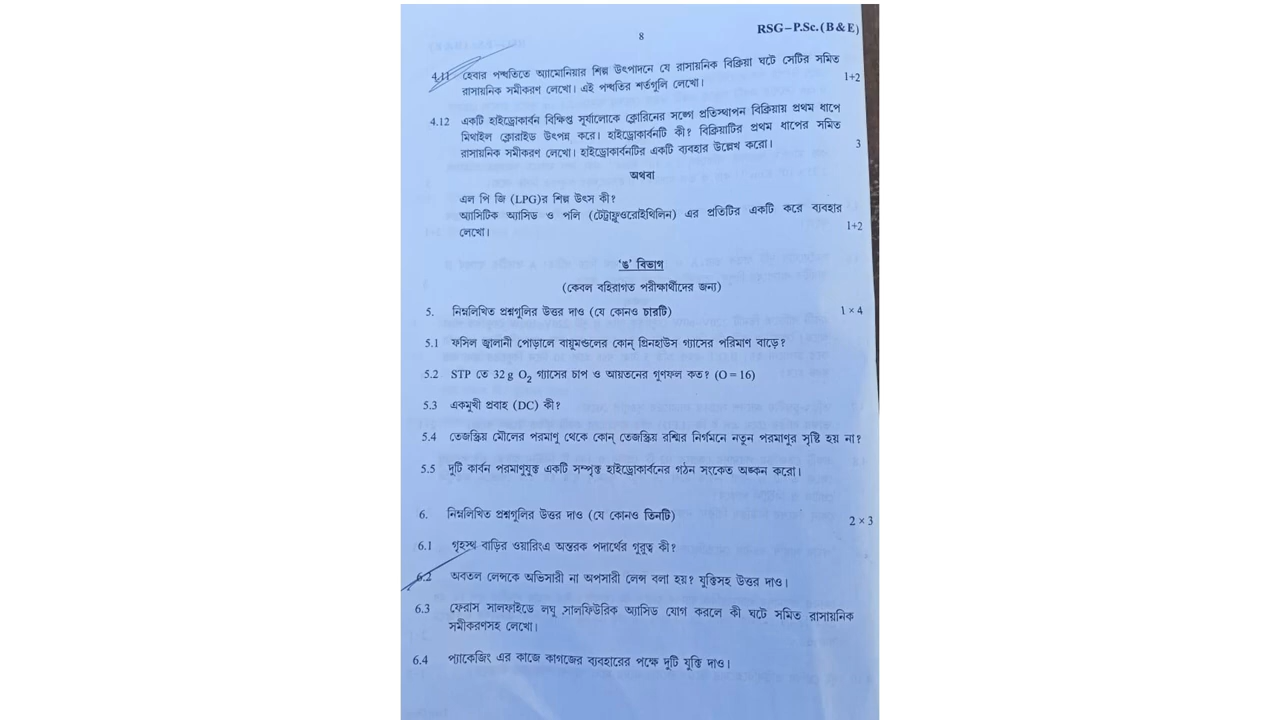 8
RSG–P.Sc.(B&E)
4.11 হেবার পদ্ধতিতে অ্যামোনিয়ার শিল্প উৎপাদনে যে রাসায়নিক বিক্রিয়া ঘটে সেটির সমিত
রাসায়নিক সমীকরণ লেখো। এই পদ্ধতির শর্তগুলি লেখো। 1+2
4.12 একটি হাইড্রোকার্বন বিক্ষিপ্ত সূর্যালোকে ক্লোরিনের সঙ্গে প্রতিস্থাপন বিক্রিয়ায় প্রথম ধাপে
মিথাইল ক্লোরাইড উৎপন্ন করে। হাইড্রোকার্বনটি কী? বিক্রিয়াটির প্রথম ধাপের সমিত
রাসায়নিক সমীকরণ লেখো। হাইড্রোকার্বনটির একটি ব্যবহার উল্লেখ করো। 3
অথবা
এল পি জি (LPG)র শিল্প উৎস কী?
অ্যাসিটিক অ্যাসিড ও পলি (টেট্রাফ্লুওরোইথিলিন) এর প্রতিটির একটি করে ব্যবহার
লেখো। 1+2
'ঙ' বিভাগ
(কেবল বহিরাগত পরীক্ষার্থীদের জন্য)
5. নিম্নলিখিত প্রশ্নগুলির উত্তর দাও (যে কোনও চারটি) 1 × 4
5.1 ফসিল জ্বালানী পোড়ালে বায়ুমণ্ডলের কোন্ গ্রিনহাউস গ্যাসের পরিমাণ বাড়ে?
5.2 STP তে 32 g O₂ গ্যাসের চাপ ও আয়তনের গুণফল কত? (O = 16)
5.3 একমুখী প্রবাহ (DC) কী?
5.4 তেজস্ক্রিয় মৌলের পরমাণু থেকে কোন্ তেজস্ক্রিয় রশ্মির নির্গমনে নতুন পরমাণুর সৃষ্টি হয় না?
5.5 দুটি কার্বন পরমাণুযুক্ত একটি সম্পৃক্ত হাইড্রোকার্বনের গঠন সংকেত অঙ্কন করো।
6. নিম্নলিখিত প্রশ্নগুলির উত্তর দাও (যে কোনও তিনটি) 2 × 3
6.1 গৃহস্থ বাড়ির ওয়ারিংএ অন্তরক পদার্থের গুরুত্ব কী?
6.2 অবতল লেন্সকে অভিসারী না অপসারী লেন্স বলা হয়? যুক্তিসহ উত্তর দাও।
6.3 ফেরাস সালফাইডে লঘু সালফিউরিক অ্যাসিড যোগ করলে কী ঘটে সমিত রাসায়নিক
সমীকরণসহ লেখো।
6.4 প্যাকেজিং এর কাজে কাগজের ব্যবহারের পক্ষে দুটি যুক্তি দাও।